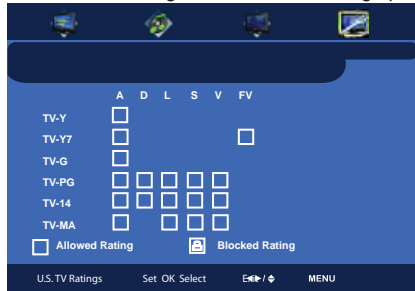 A D L S V FV
TV-Y
TV-Y7
TV-G
TV-PG
TV-14
TV-MA
Allowed Rating Blocked Rating
U.S. TV Ratings Set OK Select MENU